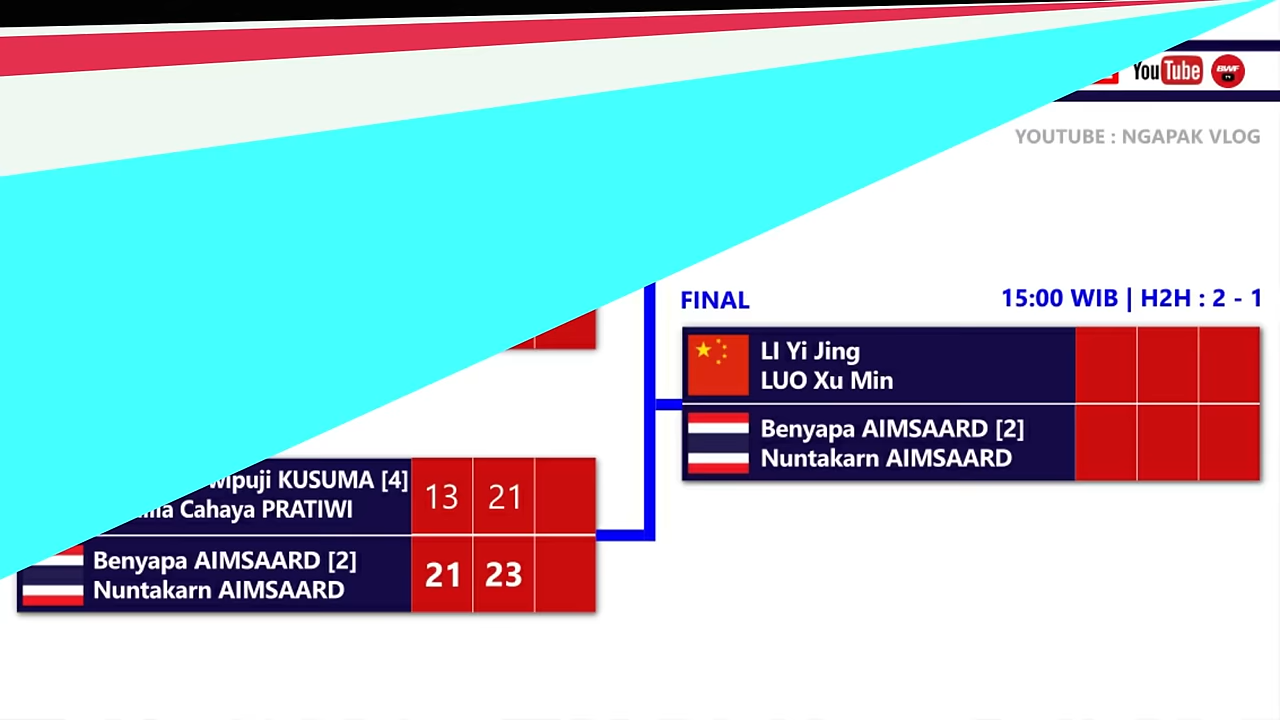 YouTube BWF
YOUTUBE : NGAPAK VLOG
FINAL
15:00 WIB | H2H : 2 - 1
LI Yi Jing
LUO Xu Min
Benyapa AIMSAARD [2]
Nuntakarn AIMSAARD
KUSUMA [4]
Cahaya PRATIWI
13 21
Benyapa AIMSAARD [2]
Nuntakarn AIMSAARD
21 23